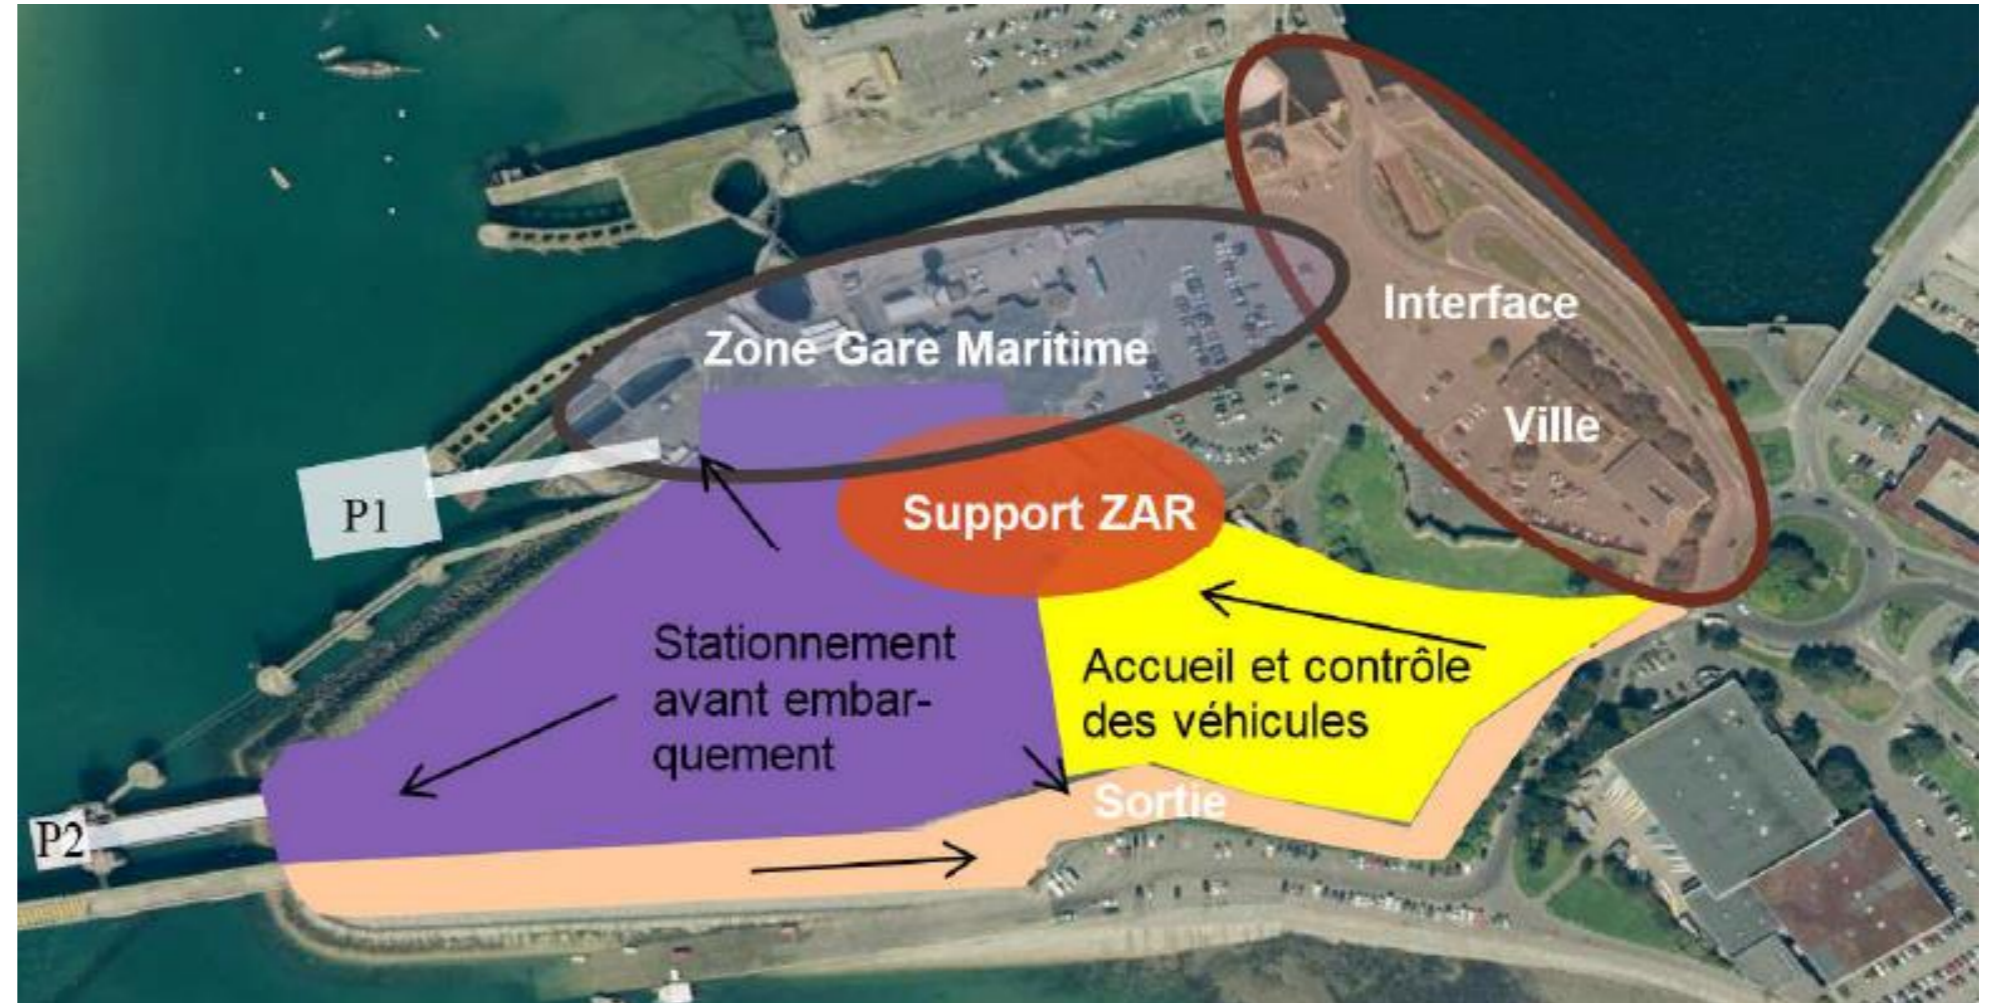 Interface
Ville
Zone Gare Maritime
P1
Support ZAR
Stationnement
avant embar-
quement
Accueil et contrôle
des véhicules
Sortie
P2